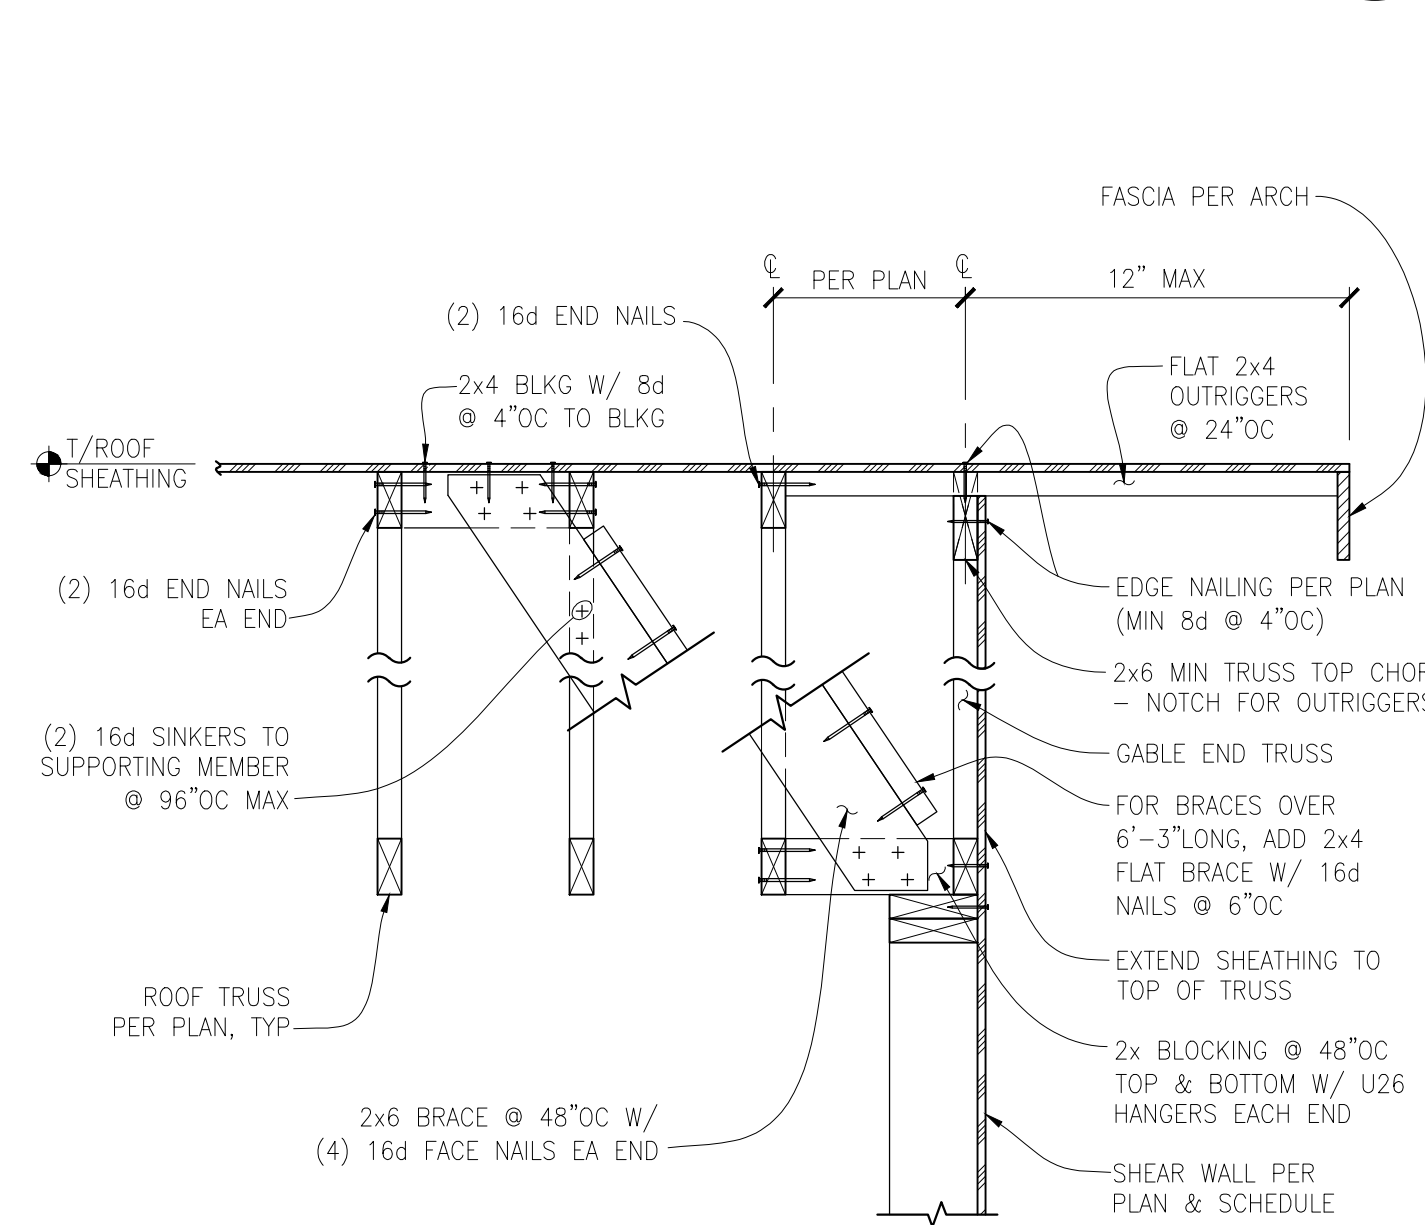 FASCIA PER ARCH
℄
PER PLAN
℄
12" MAX
(2) 16d END NAILS
2x4 BLKG W/ 8d
@ 4"OC TO BLKG
FLAT 2x4
OUTRIGGERS
@ 24"OC
T/ROOF
SHEATHING
(2) 16d END NAILS
EA END
EDGE NAILING PER PLAN
(MIN 8d @ 4"OC)
2x6 MIN TRUSS TOP
– NOTCH FOR OUTRIGGERS
(2) 16d SINKERS TO
SUPPORTING MEMBER
@ 96"OC MAX
GABLE END TRUSS
FOR BRACES OVER
6'–3"LONG, ADD 2x4
FLAT BRACE W/ 16d
NAILS @ 6"OC
EXTEND SHEATHING TO
TOP OF TRUSS
ROOF TRUSS
PER PLAN, TYP
2x BLOCKING @ 48"OC
TOP & BOTTOM W/ U26
HANGERS EACH END
2x6 BRACE @ 48"OC W/
(4) 16d FACE NAILS EA END
SHEAR WALL PER
PLAN & SCHEDULE